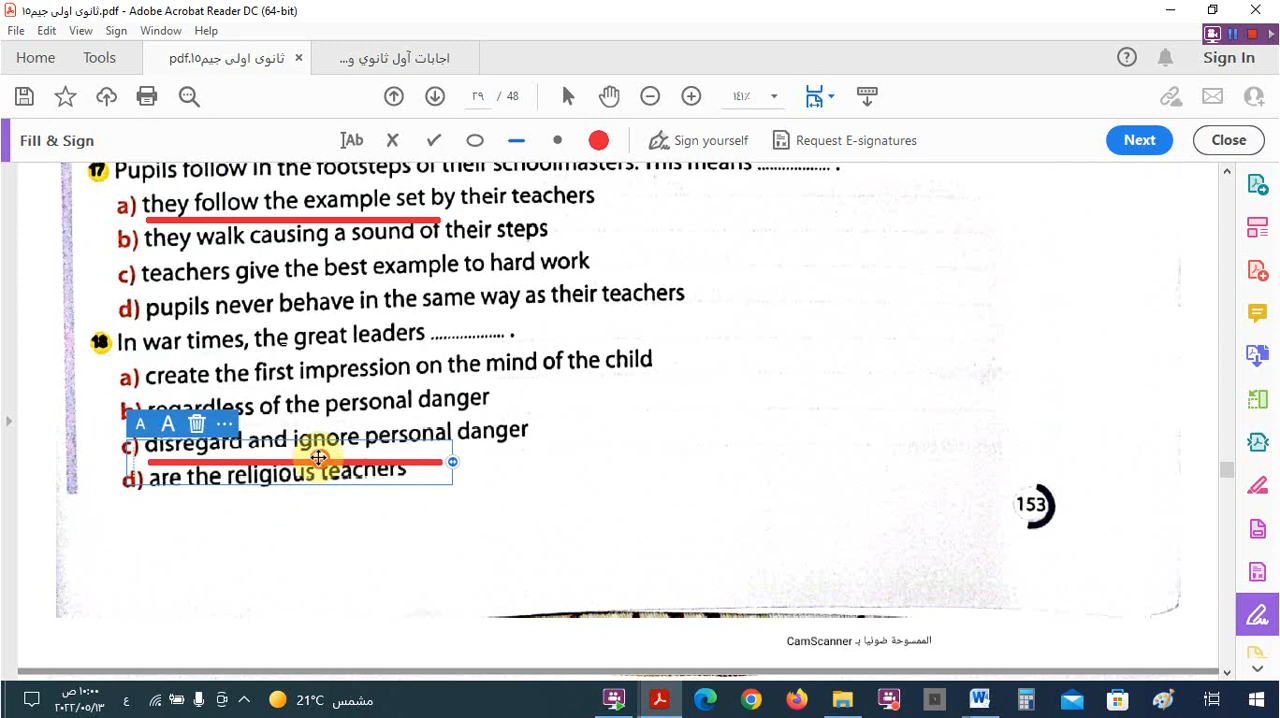 ثانوى اولى جيم١٥.pdf - Adobe Acrobat Reader DC (64-bit)
File Edit View Sign Window Help
Home Tools ثانوى اولى جيم١٥.pdf × اجابات آول ثانوي و... Sign In
٢٩ / 48 ١٤١٪
Fill & Sign Ab Sign yourself Request E-signatures Next Close
17 Pupils follow in the footsteps of their schoolmasters. This means .................. .
a) they follow the example set by their teachers
b) they walk causing a sound of their steps
c) teachers give the best example to hard work
d) pupils never behave in the same way as their teachers
18 In war times, the great leaders .................. .
a) create the first impression on the mind of the child
b) regardless of the personal danger
A A ...
c) disregard and ignore personal danger
d) are the religious teachers
153
الممسوحة ضوئيا بـ CamScanner
١٠:٠٠ ص
٢٠٢٢/٠٥/١٣
ع 21°C مشمس